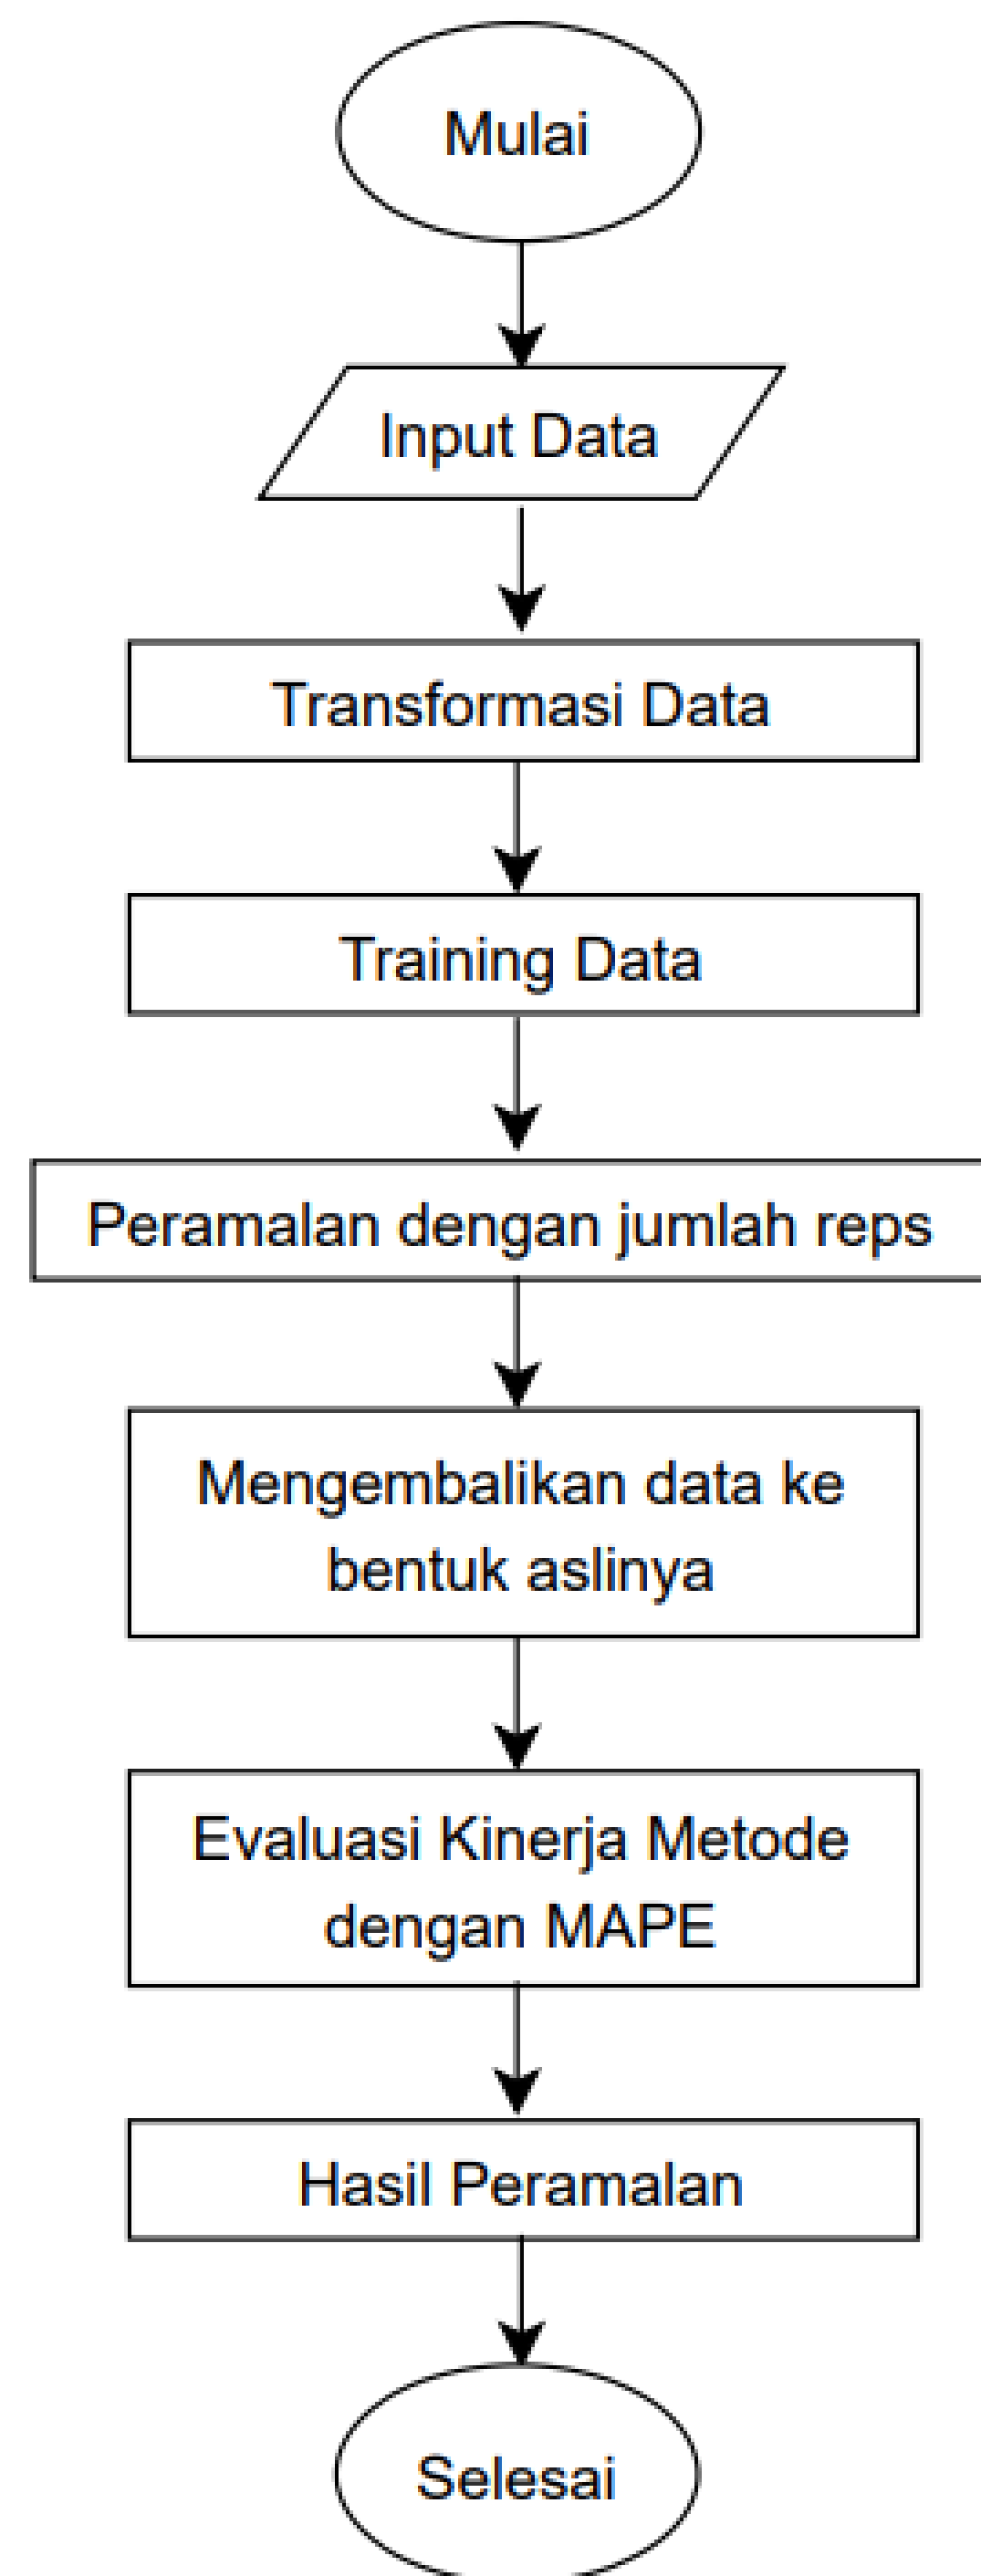 Mulai
Input Data
Transformasi Data
Training Data
Peramalan dengan jumlah reps
Mengembalikan data ke
bentuk aslinya
Evaluasi Kinerja Metode
dengan MAPE
Hasil Peramalan
Selesai